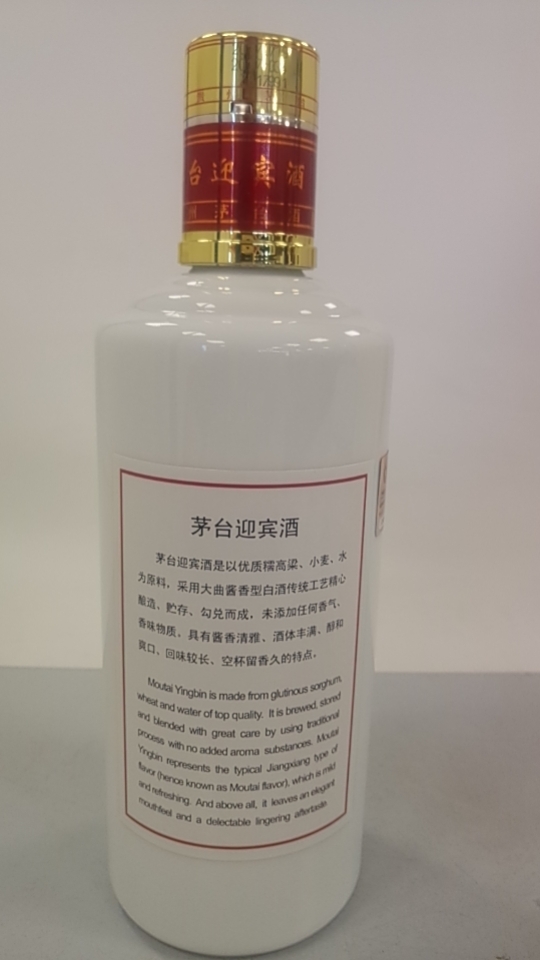 台迎宾酒
州茅台酒
茅台迎宾酒
茅台迎宾酒是以优质糯高粱、小麦、水
为原料，采用大曲酱香型白酒传统工艺精心
酿造、贮存、勾兑而成，未添加任何香气、
香味物质。具有酱香清雅、酒体丰满、醇和
爽口、回味较长、空杯留香久的特点。
Moutai Yingbin is made from glutinous sorghum,
wheat and water of top quality. It is brewed, stored
and blended with great care by using traditional
process with no added aroma substances. Moutai
Yingbin represents the typical Jiangxiang type of
flavor (hence known as Moutai flavor), which is mild
and refreshing. And above all, it leaves an elegant
mouthfeel and a delectable lingering aftertaste.